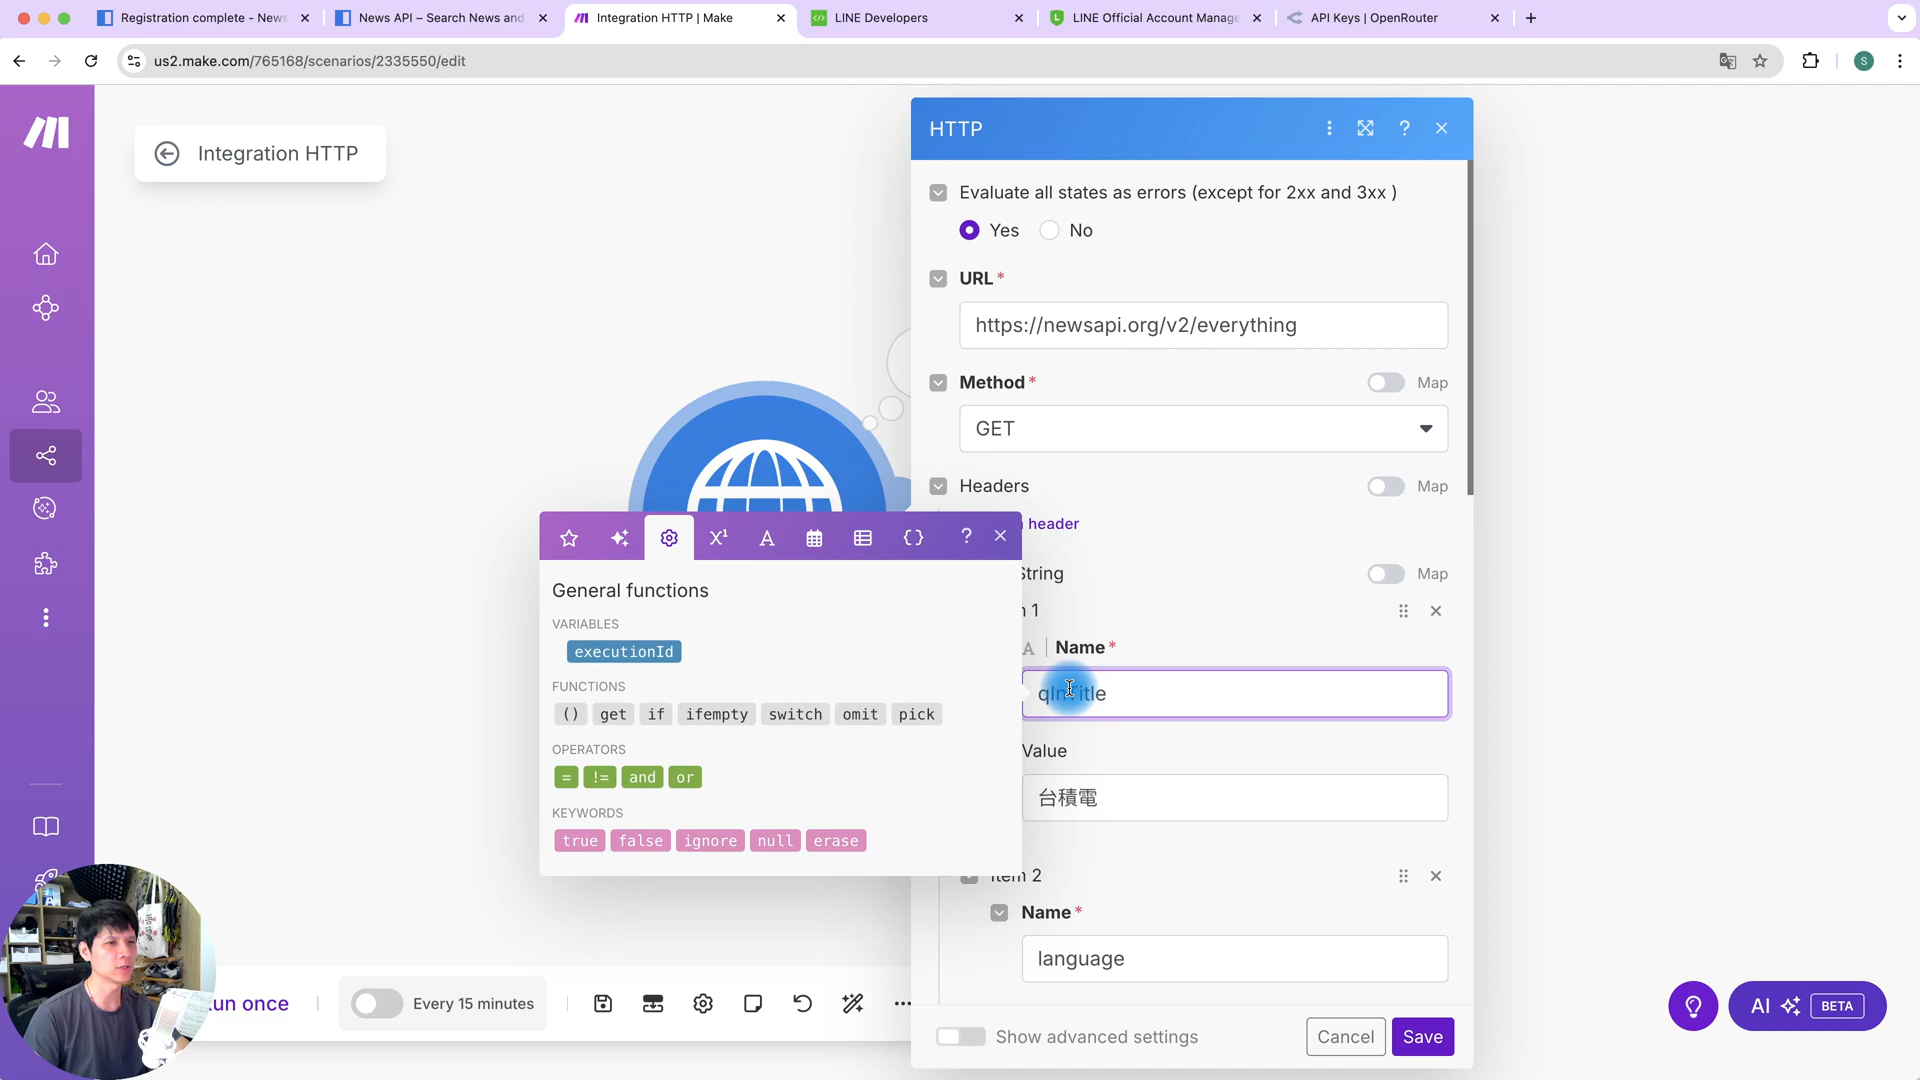 Registration complete - News
News API – Search News and
Integration HTTP | Make
LINE Developers
LINE Official Account Manage
API Keys | OpenRouter
us2.make.com/765168/scenarios/2335550/edit
S
Integration HTTP
HTTP
Evaluate all states as errors (except for 2xx and 3xx )
Yes
No
URL*
https://newsapi.org/v2/everything
Method*
Map
GET
Headers
Map
header
String
Map
n 1
Name*
qInTitle
Value
台積電
Item 2
Name*
language
General functions
VARIABLES
executionId
FUNCTIONS
() get if ifempty switch omit pick
OPERATORS
= != and or
KEYWORDS
true false ignore null erase
un once
Every 15 minutes
Show advanced settings
Cancel
Save
AI
BETA